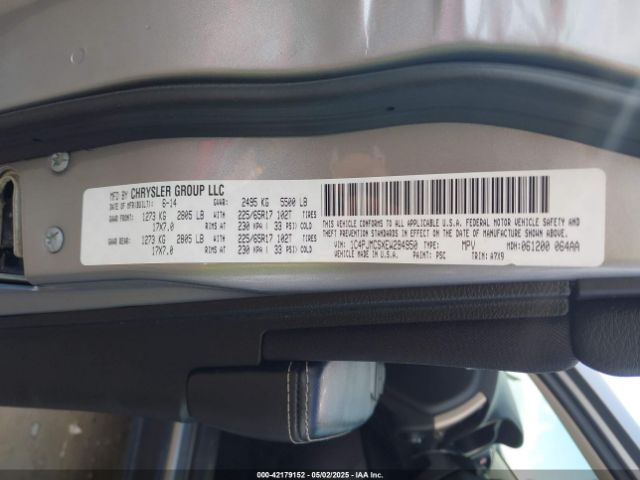 MFD BY CHRYSLER GROUP LLC
DATE OF MFR(BUILT): 6-14 GVWR: 2495 KG 5500 LB
GAWR FRONT: 1273 KG 2805 LB WITH 225/65R17 102T TIRES
17X7.0 RIMS AT 230 KPA ( 33 PSI) COLD
GAWR REAR: 1273 KG 2805 LB WITH 225/65R17 102T TIRES
17X7.0 RIMS AT 230 KPA ( 33 PSI) COLD
THIS VEHICLE CONFORMS TO ALL APPLICABLE U.S.A. FEDERAL MOTOR VEHICLE SAFETY, BUMPER, AND
THEFT PREVENTION STANDARDS IN EFFECT ON THE DATE OF MANUFACTURE SHOWN ABOVE.
VIN: 1C4PJMCSXEW294950 TYPE: MPV MDH: 061200 064AA
VEHICLE MADE IN U.S.A. PAINT: PSC TRIM: A7X9
000-42179152 - 05/02/2025 - IAA Inc.